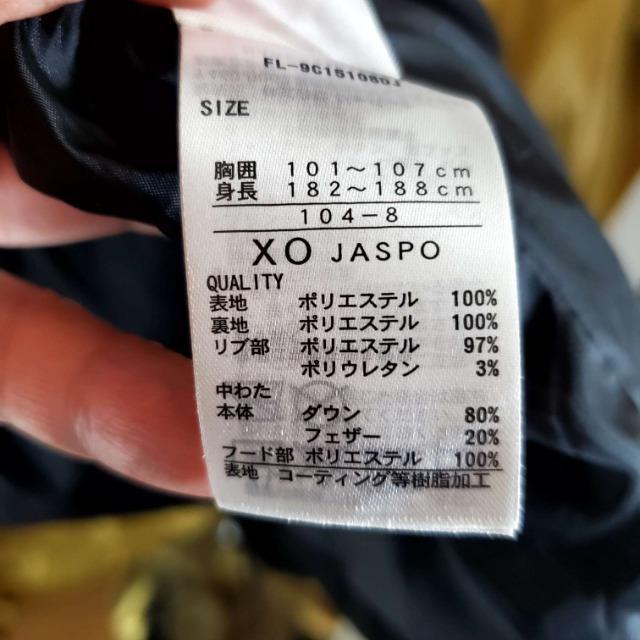 SIZE
胸囲 101～107cm
身長 182～188cm
104-8
XO JASPO
QUALITY
表地 ポリエステル 100%
裏地 ポリエステル 100%
リブ部 ポリエステル 97%
ポリウレタン 3%
中わた
本体 ダウン 80%
フェザー 20%
フード部 ポリエステル 100%
表地 コーティング等樹脂加工